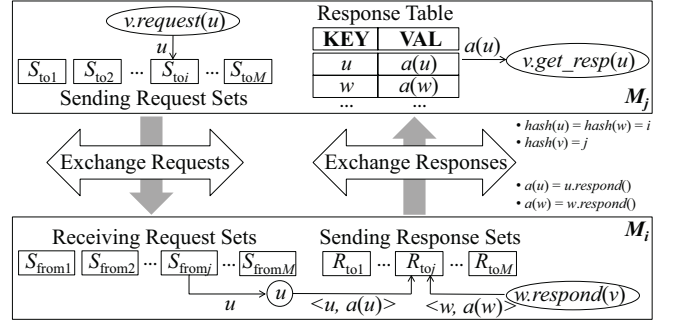 v.request(u)
u
S_to1 S_to2 ... S_toi ... S_toM
Sending Request Sets
Response Table
KEY VAL
u a(u)
w a(w)
... ...
a(u)
v.get_resp(u)
M_j
Exchange Requests
Exchange Responses
• hash(u) = hash(w) = i
• hash(v) = j
• a(u) = u.respond()
• a(w) = w.respond()
Receiving Request Sets
S_from1 S_from2 ... S_fromj ... S_fromM
u
u
Sending Response Sets
R_to1 ... R_toj ... R_toM
<u, a(u)>
<w, a(w)>
w.respond(v)
M_i